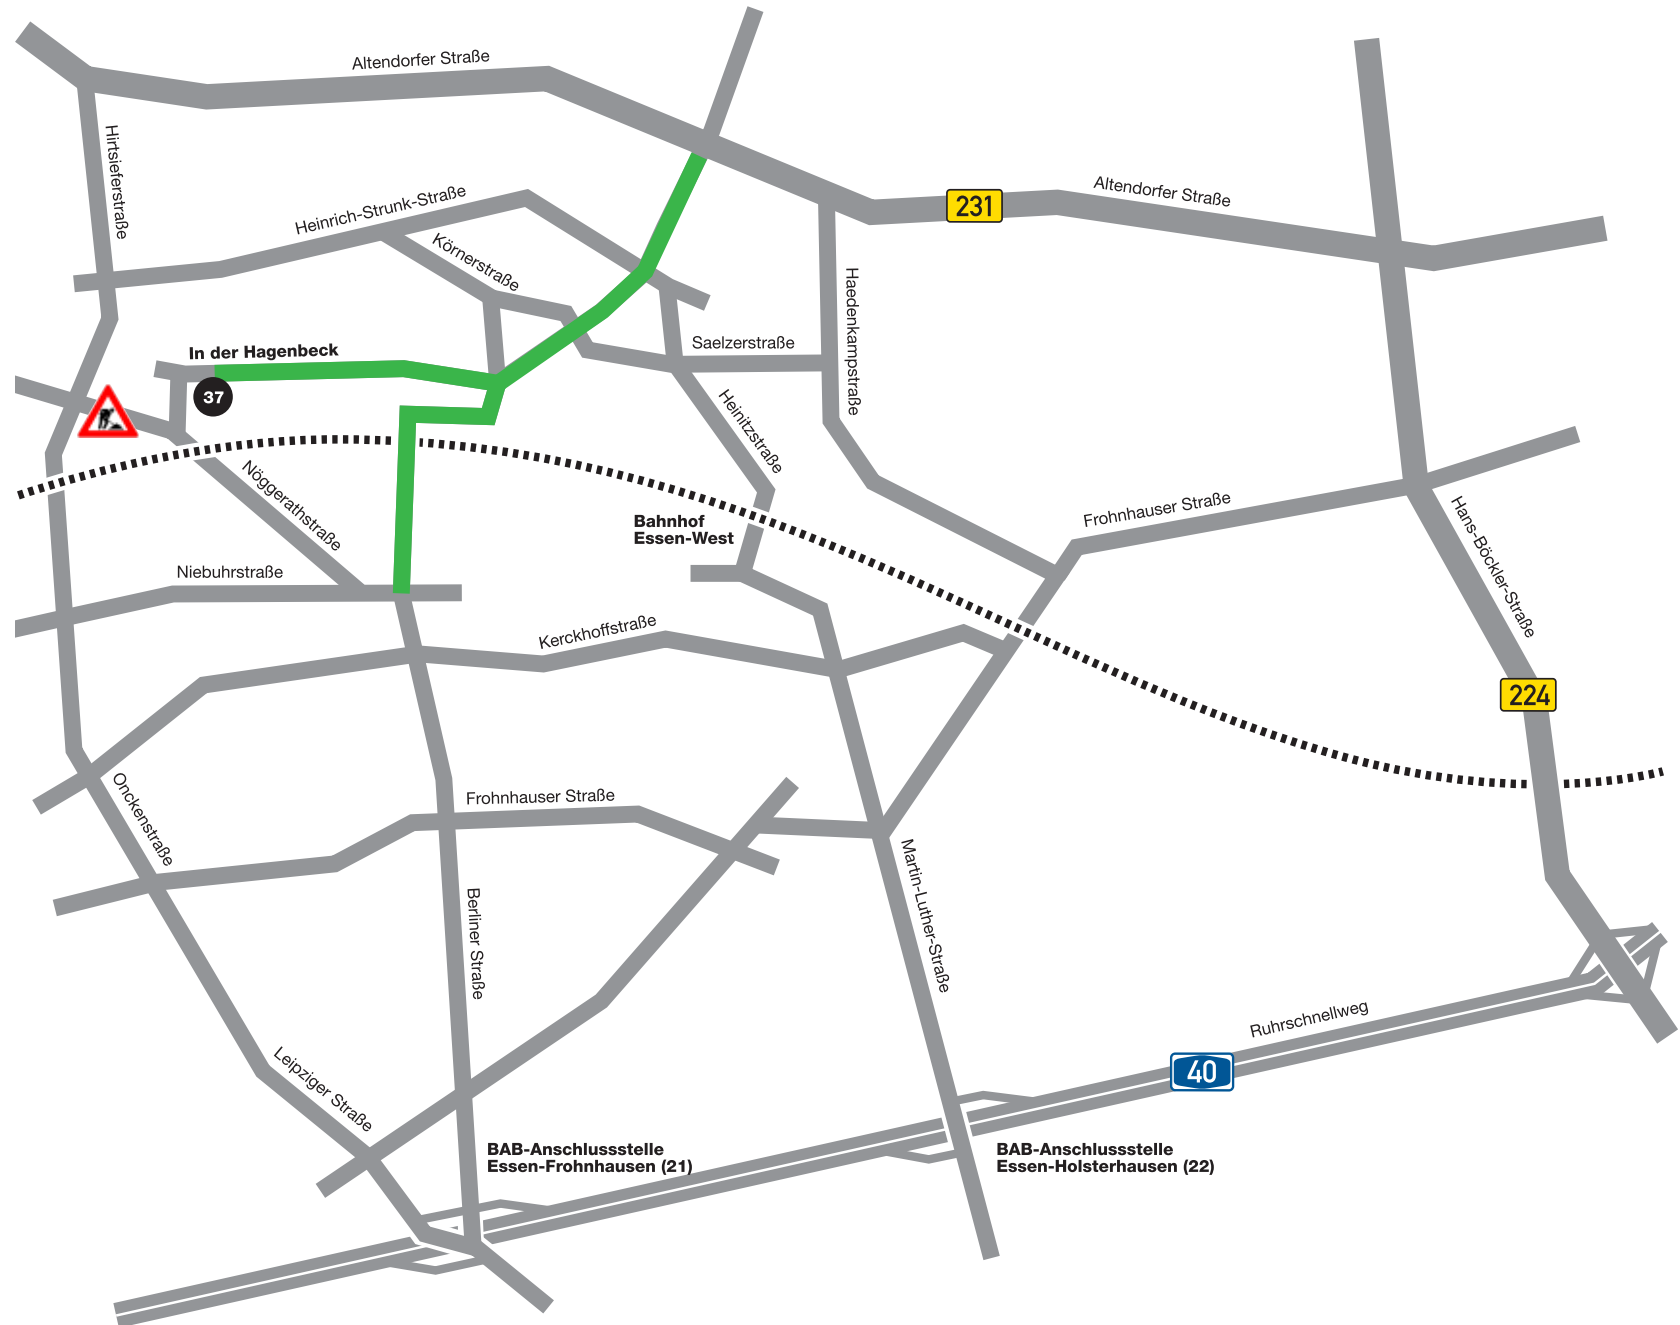 Altendorfer Straße
Hirtsieferstraße
Heinrich-Strunk-Straße
231
Altendorfer Straße
Körnerstraße
Haedenkampstraße
In der Hagenbeck
Saelzerstraße
37
Heinitzstraße
Nöggerathstraße
Bahnhof
Essen-West
Frohnhauser Straße
Hans-Böckler-Straße
Niebuhrstraße
Kerckhoffstraße
224
Onckenstraße
Frohnhauser Straße
Berliner Straße
Martin-Luther-Straße
Ruhrschnellweg
40
Leipziger Straße
BAB-Anschlussstelle
Essen-Frohnhausen (21)
BAB-Anschlussstelle
Essen-Holsterhausen (22)